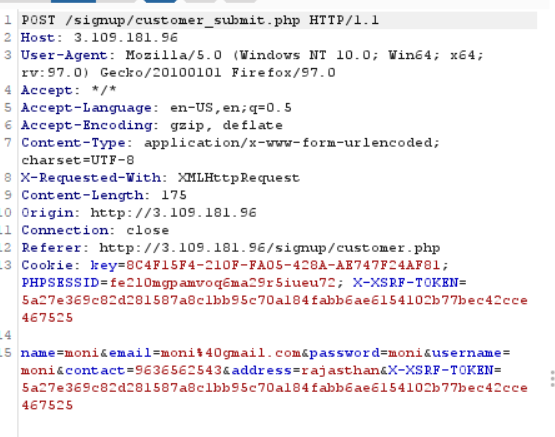 1 POST /signup/customer_submit.php HTTP/1.1
2 Host: 3.109.181.96
3 User-Agent: Mozilla/5.0 (Windows NT 10.0; Win64; x64;
rv:97.0) Gecko/20100101 Firefox/97.0
4 Accept: */*
5 Accept-Language: en-US,en;q=0.5
6 Accept-Encoding: gzip, deflate
7 Content-Type: application/x-www-form-urlencoded;
charset=UTF-8
8 X-Requested-With: XMLHttpRequest
9 Content-Length: 175
10 Origin: http://3.109.181.96
11 Connection: close
12 Referer: http://3.109.181.96/signup/customer.php
13 Cookie: key=8C4F15F4-210F-FA05-428A-AE747F24AF81;
PHPSESSID=fe210mgpamvoq6ma29r5iueu72; X-XSRF-TOKEN=
5a27e369c82d281587a8c1bb95c70a184fabb6ae6154102b77bec42cce
467525
14
15 name=moni&email=moni%40gmail.com&password=moni&username=
moni&contact=9636562543&address=rajasthan&X-XSRF-TOKEN=
5a27e369c82d281587a8c1bb95c70a184fabb6ae6154102b77bec42cce
467525